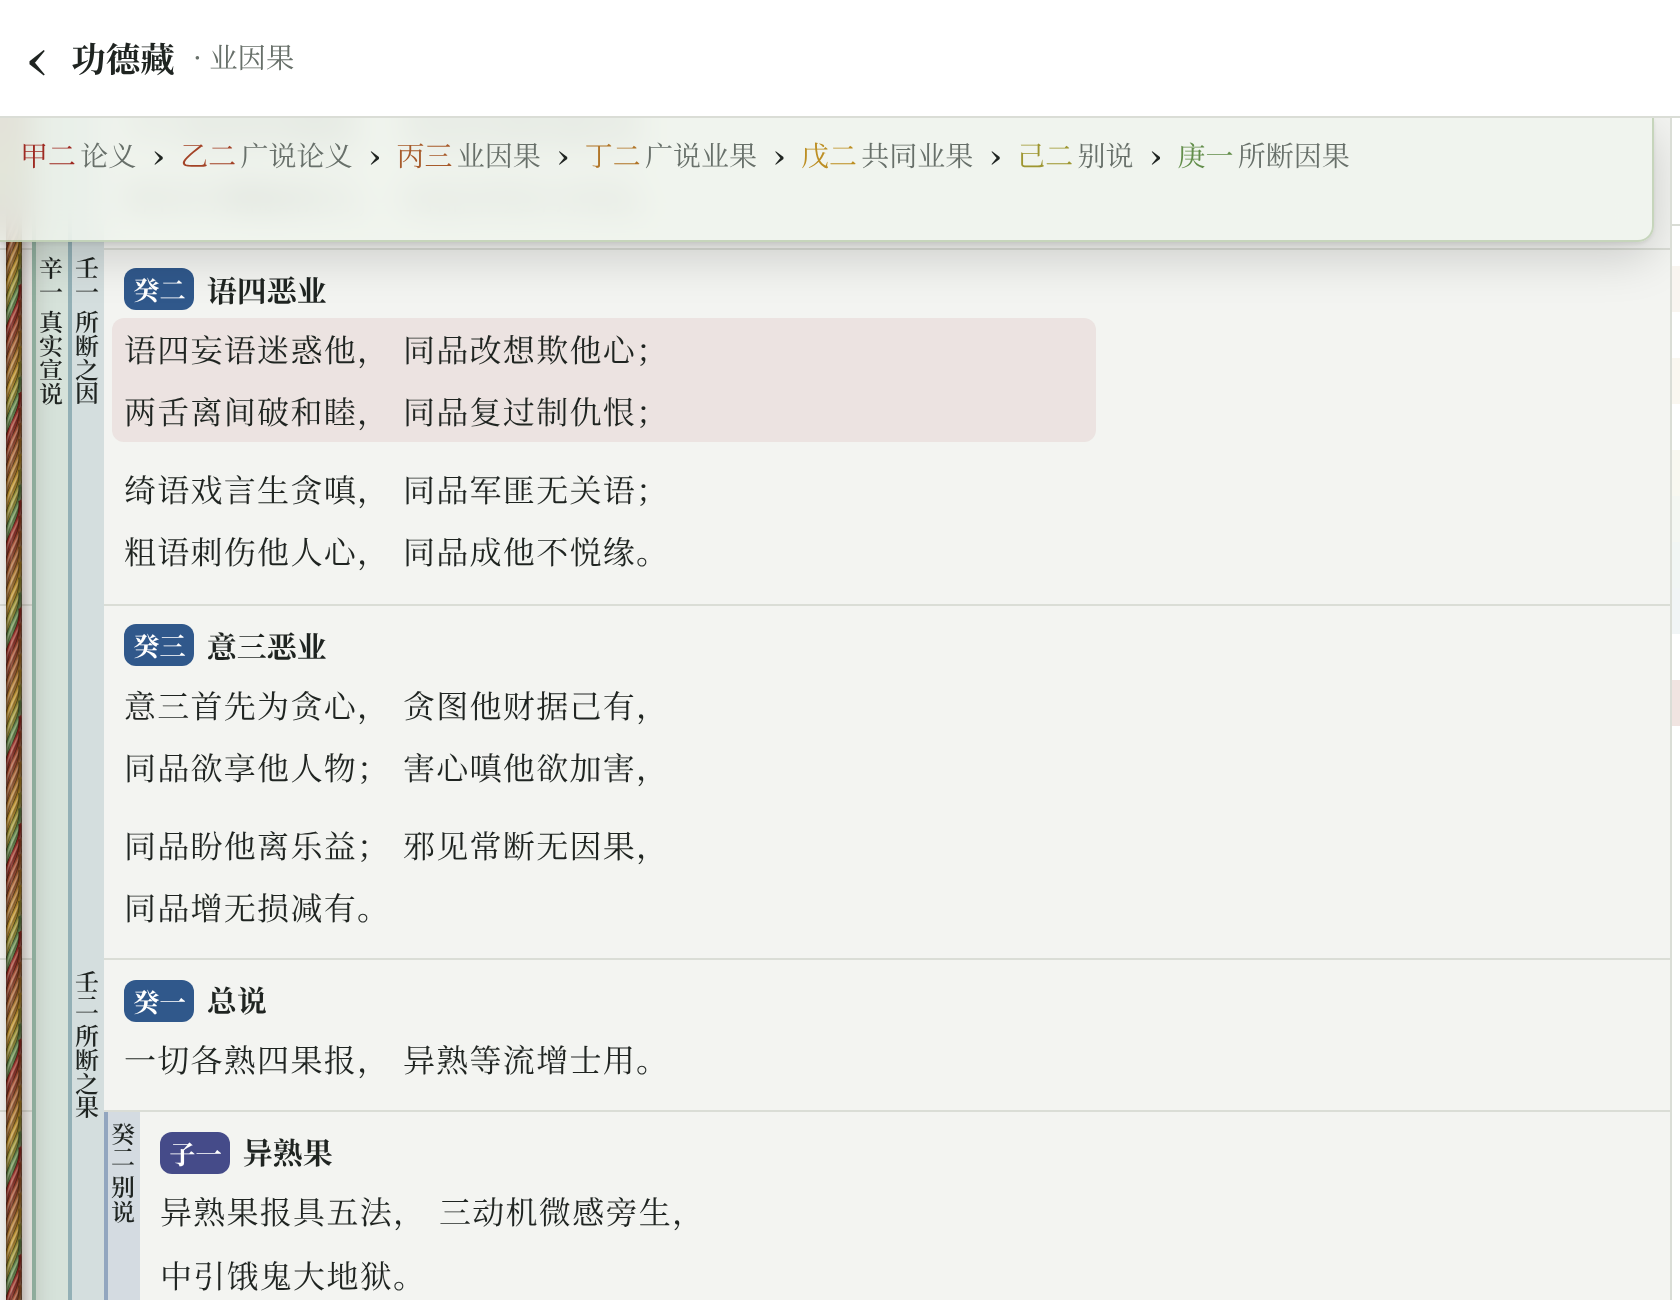 功德藏 · 业因果
甲二 论义 › 乙二 广说论义 › 丙三 业因果 › 丁二 广说业果 › 戊二 共同业果 › 己二 别说 › 庚一 所断因果
辛一 真实宣说
壬一 所断之因
癸二 语四恶业
语四妄语迷惑他， 同品改想欺他心；
两舌离间破和睦， 同品复过制仇恨；
绮语戏言生贪嗔， 同品军匪无关语；
粗语刺伤他人心， 同品成他不悦缘。
癸三 意三恶业
意三首先为贪心， 贪图他财据己有，
同品欲享他人物； 害心嗔他欲加害，
同品盼他离乐益； 邪见常断无因果，
同品增无损减有。
壬二 所断之果
癸一 总说
一切各熟四果报， 异熟等流增士用。
癸二 别说
子一 异熟果
异熟果报具五法， 三动机微感旁生，
中引饿鬼大地狱。